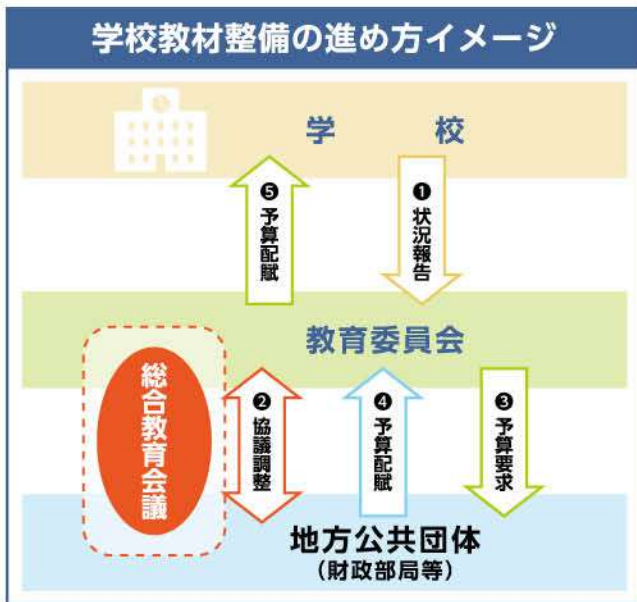 学校教材整備の進め方イメージ
学校
❺予算配賦
❶状況報告
教育委員会
総合教育会議
❷協議調整
❹予算配賦
❸予算要求
地方公共団体
(財政部局等)